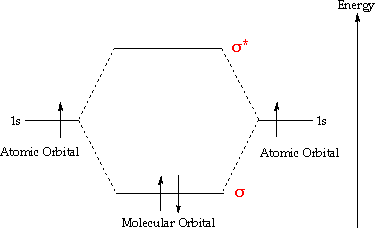 Energy
σ*
1s
1s
Atomic Orbital
Atomic Orbital
σ
Molecular Orbital